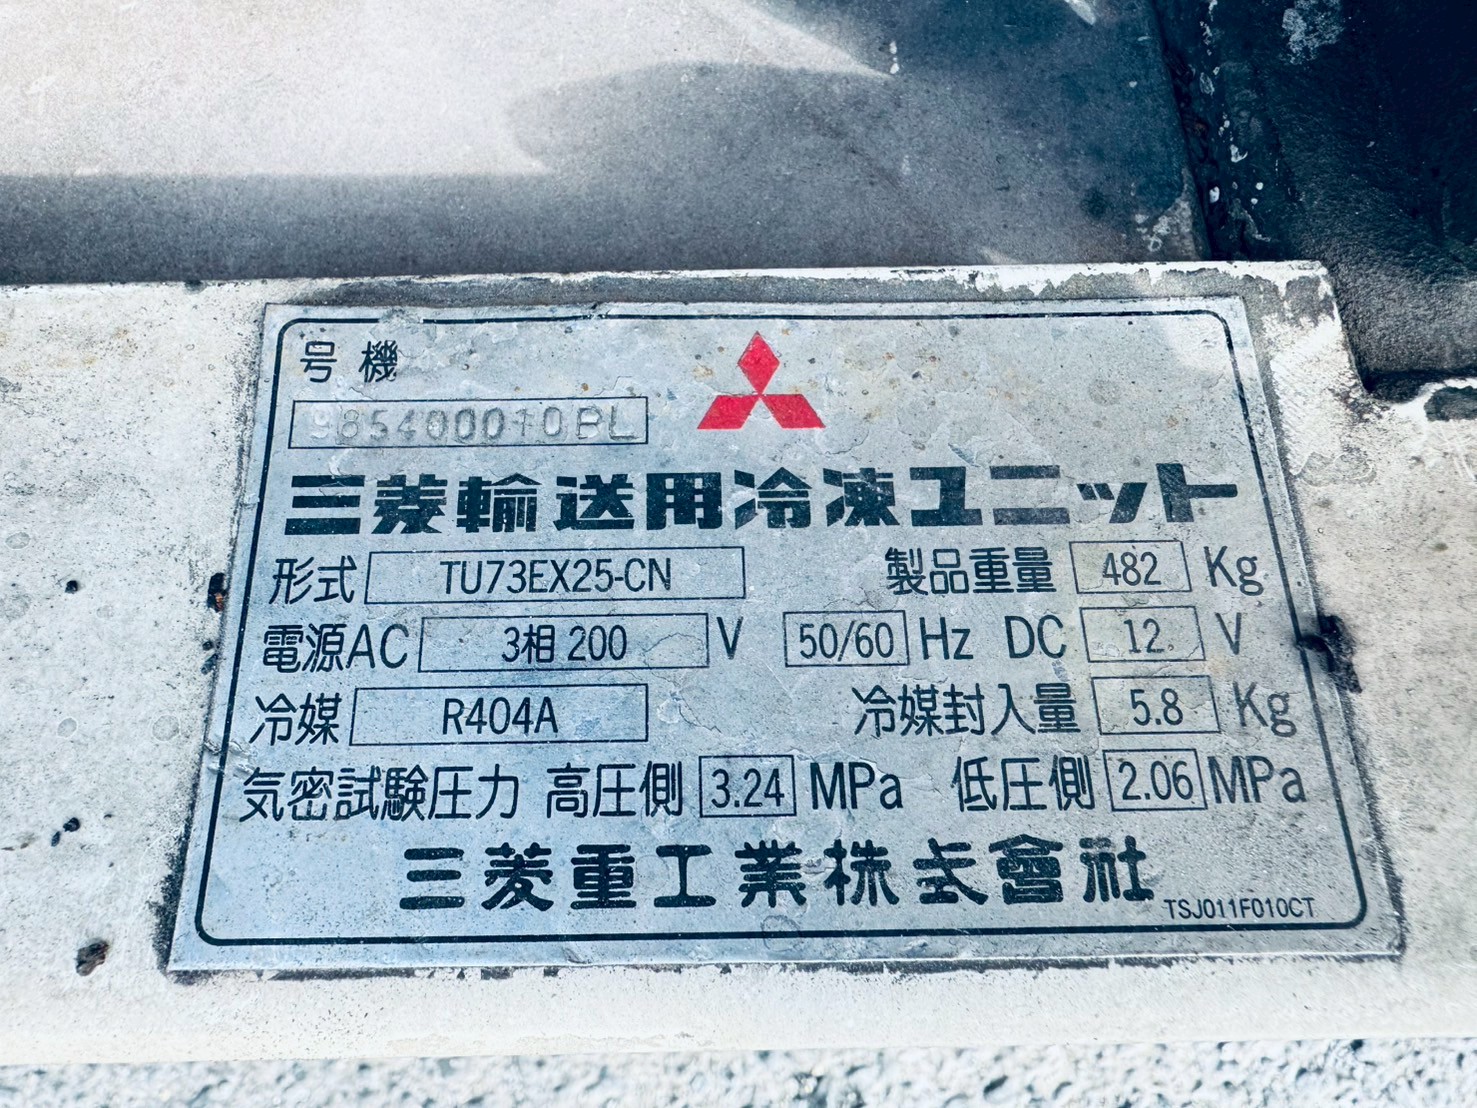 号機
985400010BL
三菱輸送用冷凍ユニット
形式 TU73EX25-CN 製品重量 482 Kg
電源AC 3相 200 V 50/60 Hz DC 12 V
冷媒 R404A 冷媒封入量 5.8 Kg
気密試験圧力 高圧側 3.24 MPa 低圧側 2.06 MPa
三菱重工業株式會社
TSJ011F010CT